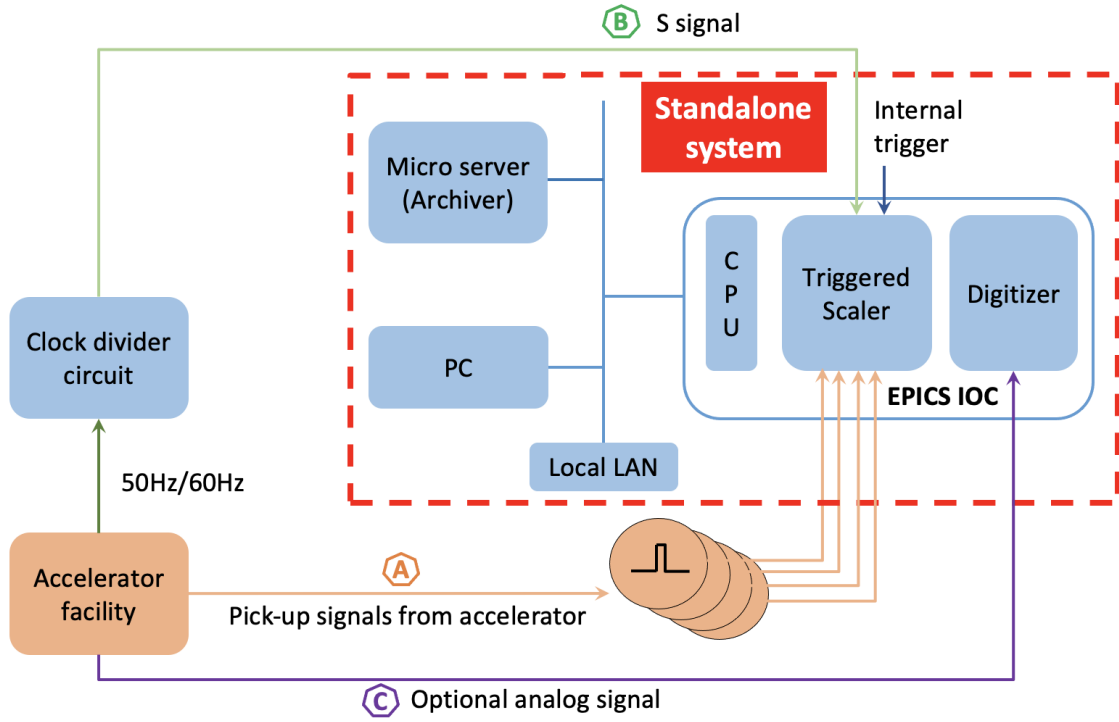 B
S signal
Standalone
system
Internal
trigger
Micro server
(Archiver)
C
P
U
Triggered
Scaler
Digitizer
Clock divider
circuit
PC
EPICS IOC
Local LAN
50Hz/60Hz
Accelerator
facility
A
Pick-up signals from accelerator
C
Optional analog signal